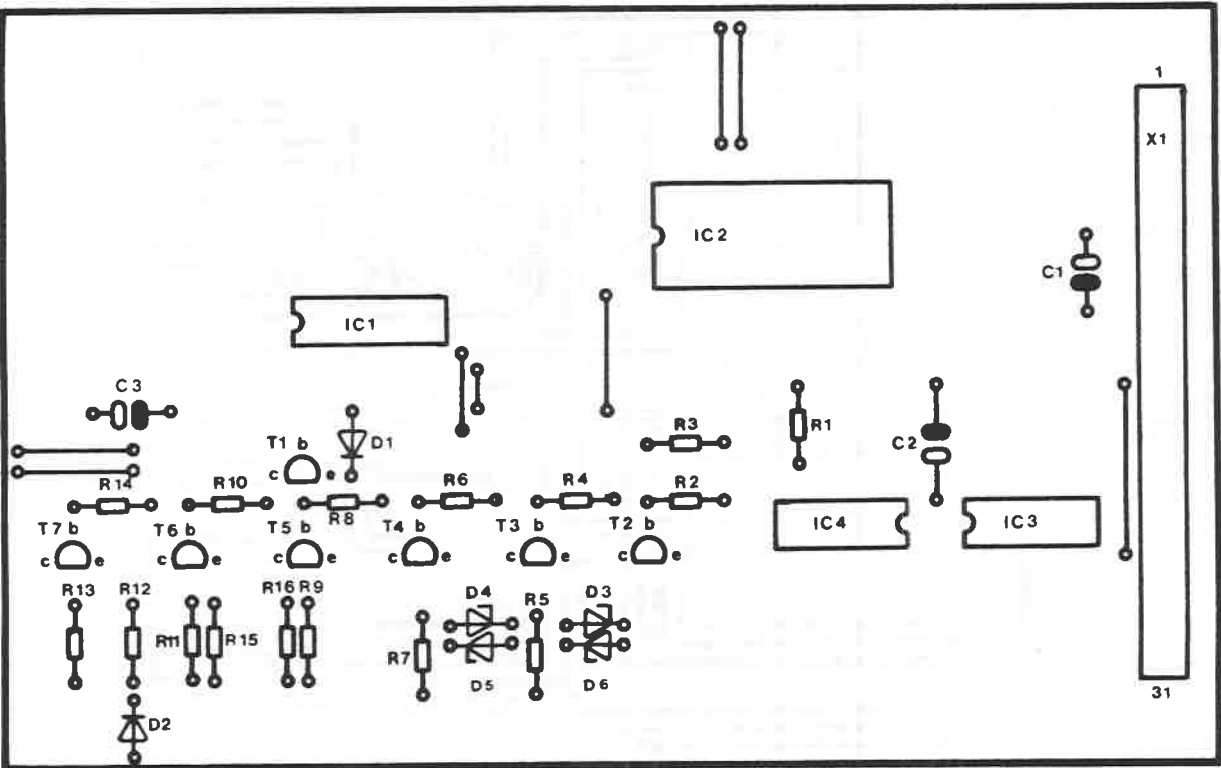 1
X1
IC2
C1
IC1
C3
T1 b
D1
c e
R3
R1
C2
R14
R10
R8
R6
R4
R2
IC4
IC3
T7 b
T6 b
T5 b
T4 b
T3 b
T2 b
c e
c e
c e
c e
c e
c e
R13
R12
R16 R9
D4
R5
D3
R11
R15
R7
D5
D6
31
D2